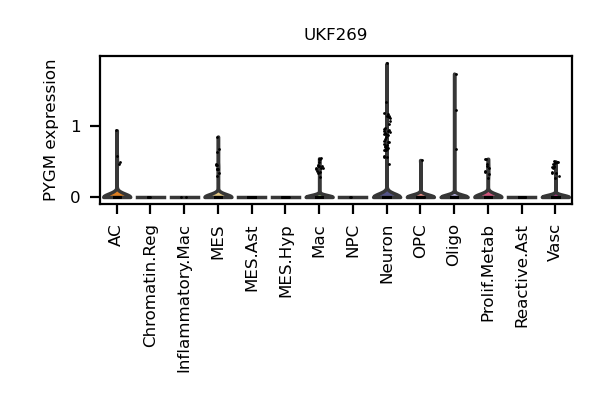 UKF269
PYGM expression
1
0
AC
Chromatin.Reg
Inflammatory.Mac
MES
MES.Ast
MES.Hyp
Mac
NPC
Neuron
OPC
Oligo
Prolif.Metab
Reactive.Ast
Vasc